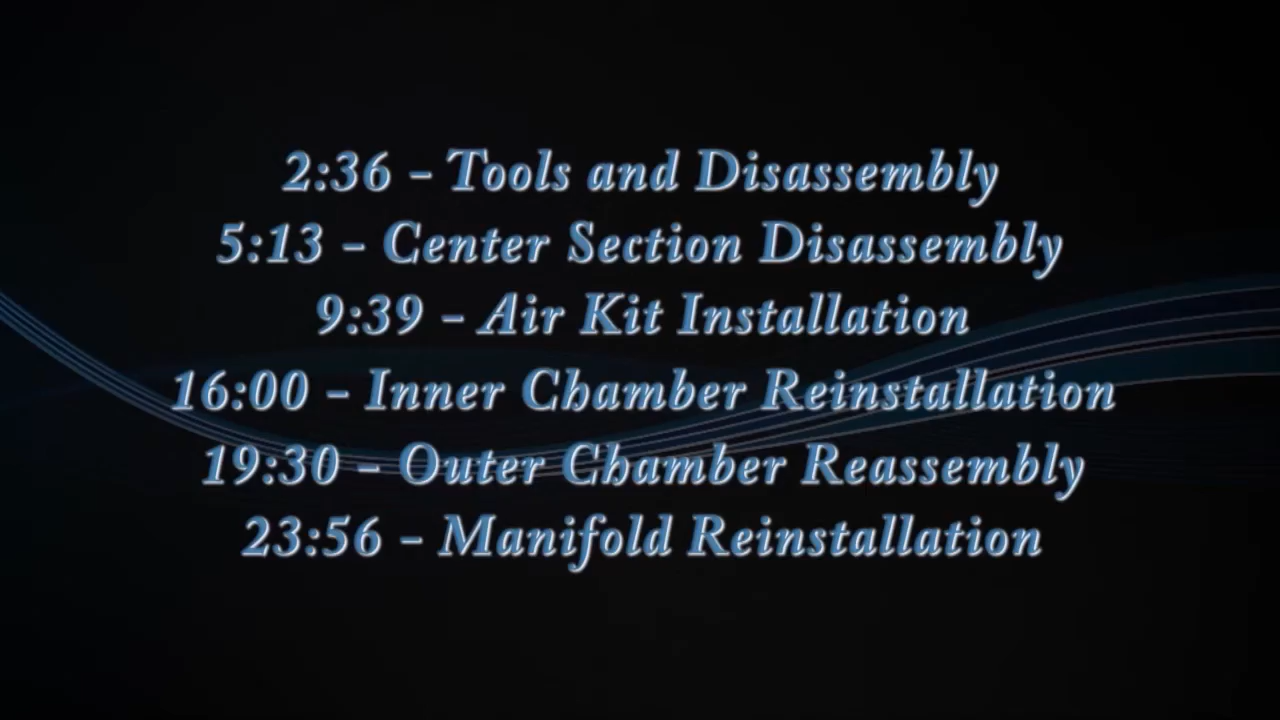 2:36 - Tools and Disassembly
5:13 - Center Section Disassembly
9:39 - Air Kit Installation
16:00 - Inner Chamber Reinstallation
19:30 - Outer Chamber Reassembly
23:56 - Manifold Reinstallation